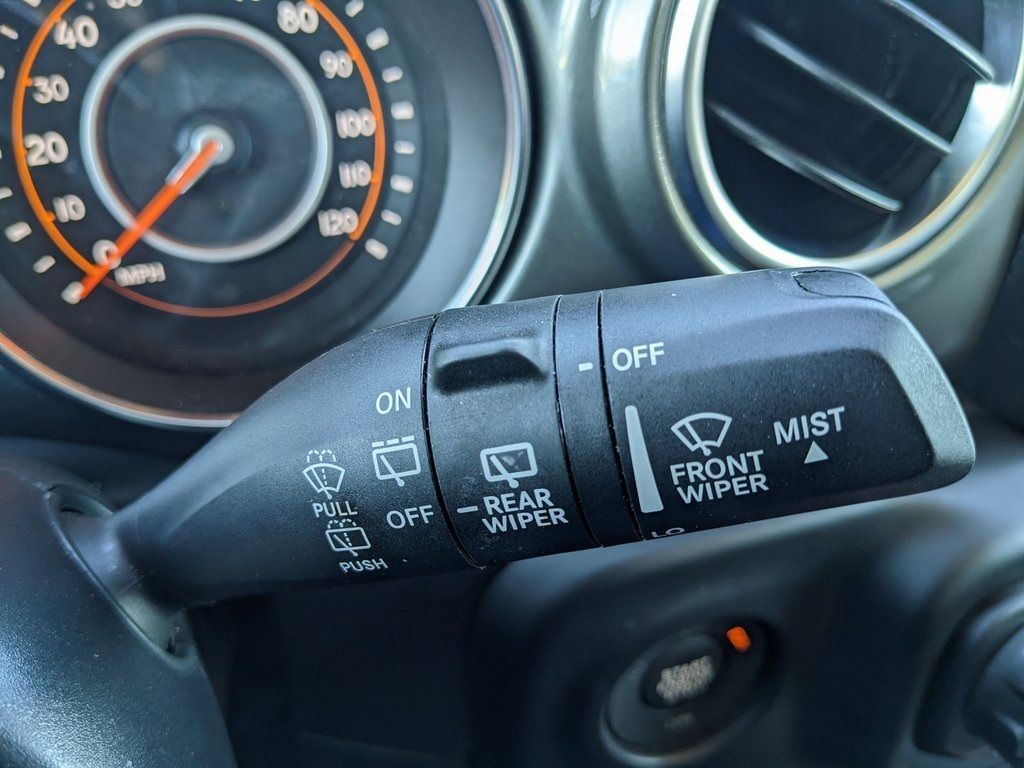 40
80
30
90
20
100
10
110
0
120
MPH
OFF
ON
MIST
FRONT
WIPER
PULL
OFF
REAR
WIPER
LO
PUSH